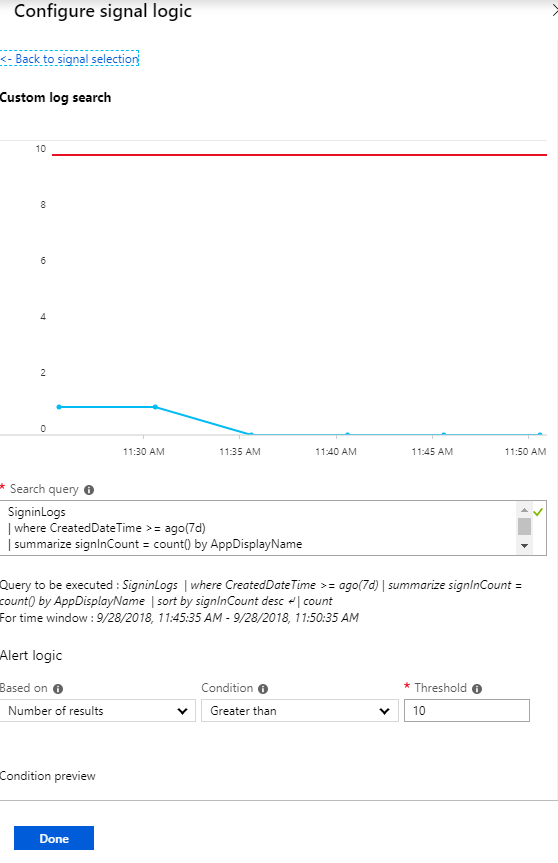 Configure signal logic
<- Back to signal selection
Custom log search
10
8
6
4
2
0
11:30 AM
11:35 AM
11:40 AM
11:45 AM
11:50 AM
* Search query
SigninLogs
| where CreatedDateTime >= ago(7d)
| summarize signInCount = count() by AppDisplayName
Query to be executed : SigninLogs | where CreatedDateTime >= ago(7d) | summarize signInCount =
count() by AppDisplayName | sort by signInCount desc ↵ | count
For time window : 9/28/2018, 11:45:35 AM - 9/28/2018, 11:50:35 AM
Alert logic
Based on
Condition
* Threshold
Number of results
Greater than
10
Condition preview
Done